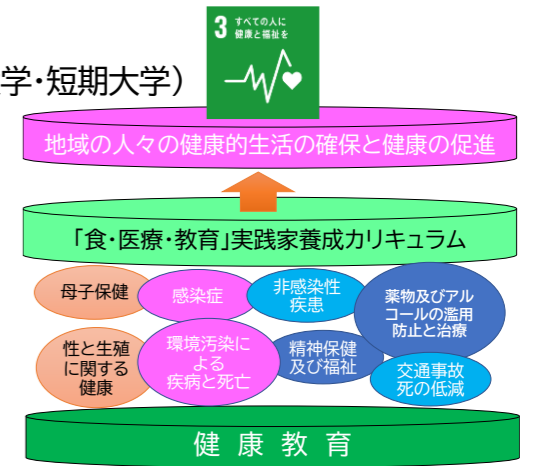 学・短期大学）
3 すべての人に
健康と福祉を
地域の人々の健康的生活の確保と健康の促進
「食・医療・教育」実践家養成カリキュラム
母子保健
感染症
非感染性
疾患
薬物及びアル
コールの濫用
防止と治療
性と生殖
に関する
健康
環境汚染に
よる
疾病と死亡
精神保健
及び福祉
交通事故
死の低減
健康教育